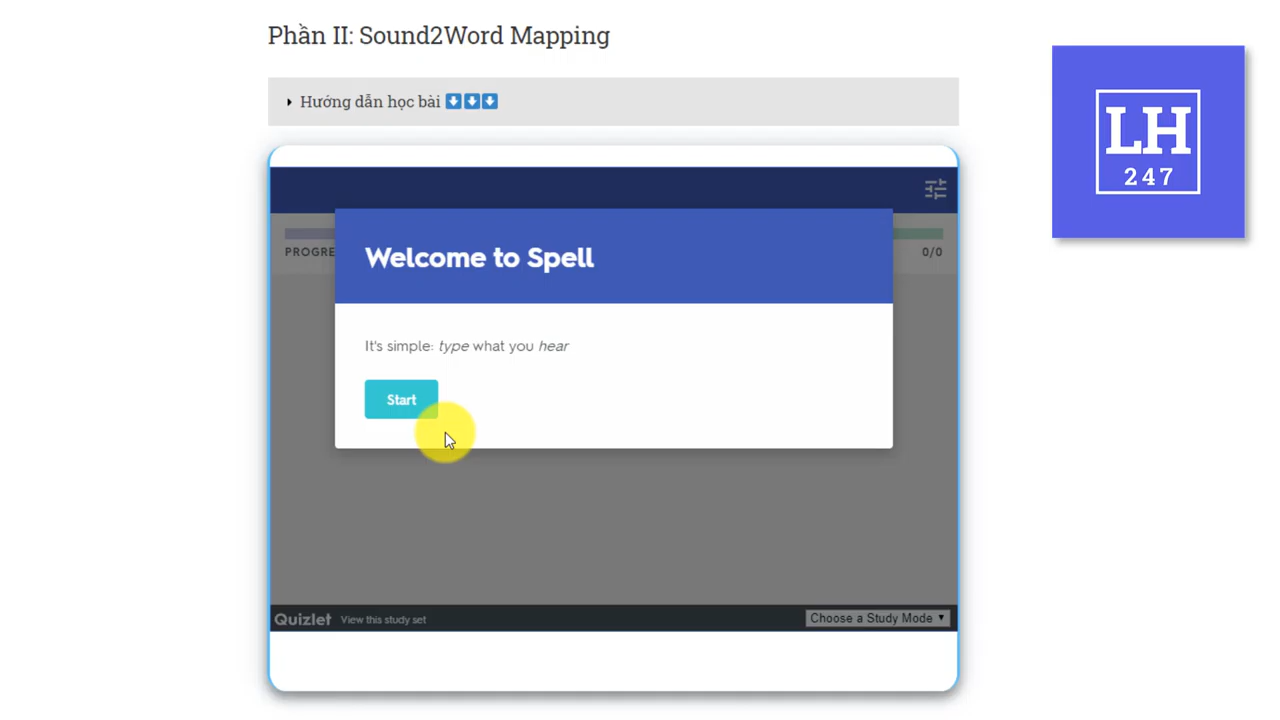 Phần II: Sound2Word Mapping
Hướng dẫn học bài
LH
247
PROGRE
0/0
Welcome to Spell
It's simple: type what you hear
Start
Quizlet View this study set
Choose a Study Mode